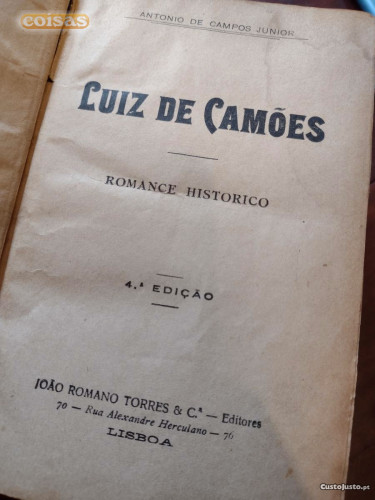 coisas
ANTONIO DE CAMPOS JUNIOR
LUIZ DE CAMÕES
ROMANCE HISTORICO
4.ª EDIÇÃO
JOÃO ROMANO TORRES & C.ª — Editores
70 — Rua Alexandre Herculano — 76
LISBOA
CustoJusto.pt